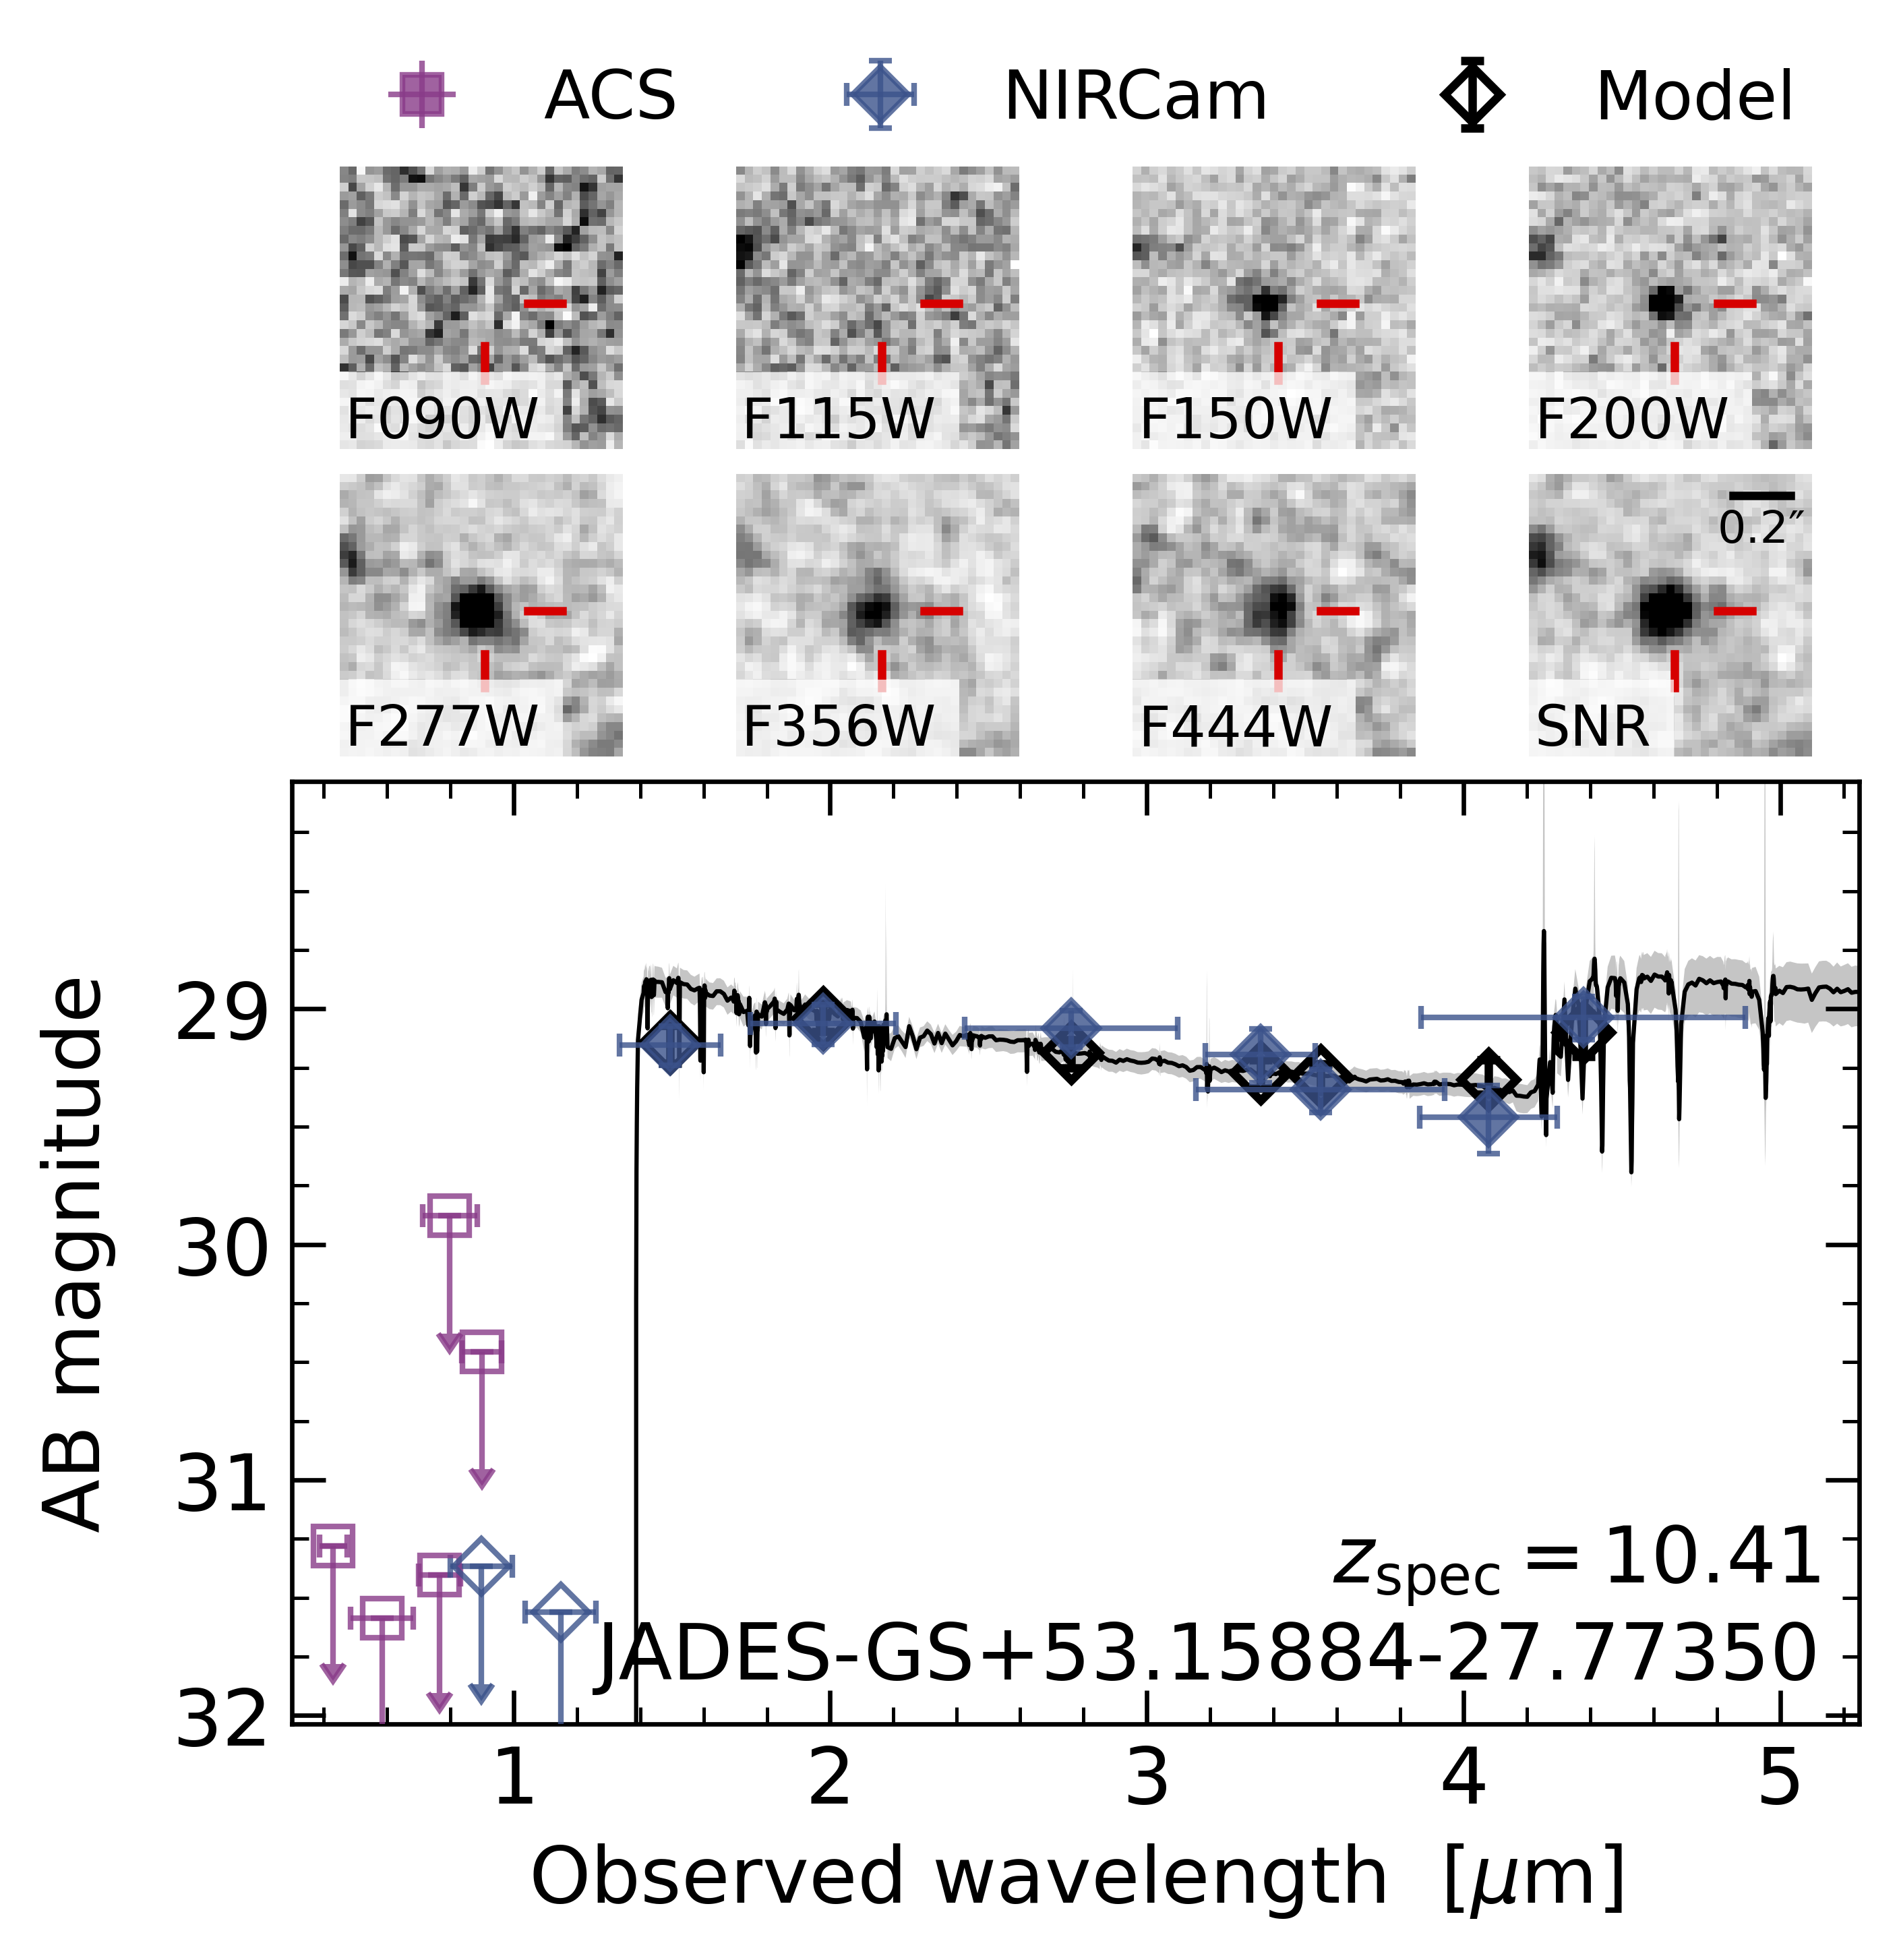 ACS NIRCam Model
F090W F115W F150W F200W
0.2″
F277W F356W F444W SNR
AB magnitude
29
30
31
32
z_spec = 10.41
JADES-GS+53.15884-27.77350
1 2 3 4 5
Observed wavelength [μm]